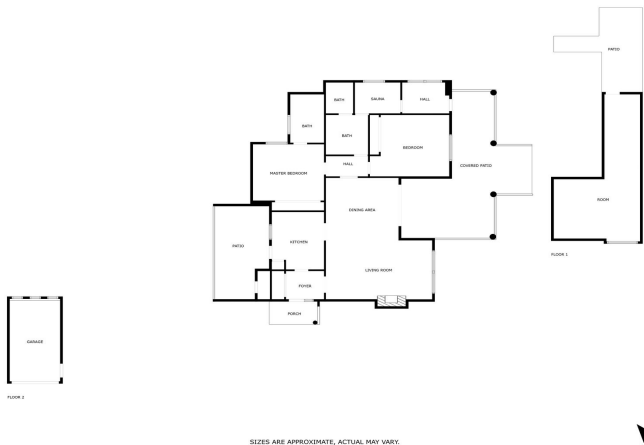 PATIO
BATH
SAUNA
HALL
BATH
BATH
BEDROOM
HALL
COVERED PATIO
MASTER BEDROOM
ROOM
DINING AREA
KITCHEN
PATIO
FLOOR 1
LIVING ROOM
FOYER
PORCH
GARAGE
FLOOR 2
SIZES ARE APPROXIMATE, ACTUAL MAY VARY.